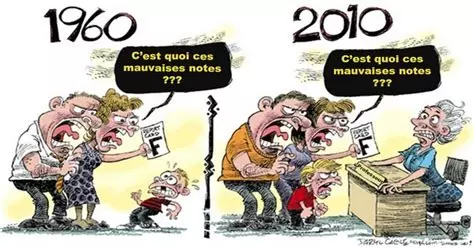 1960
C'est quoi ces
mauvaises notes
???
REPORT
CARD
F
2010
C'est quoi ces
mauvaises notes
???
REPORT
CARD
F